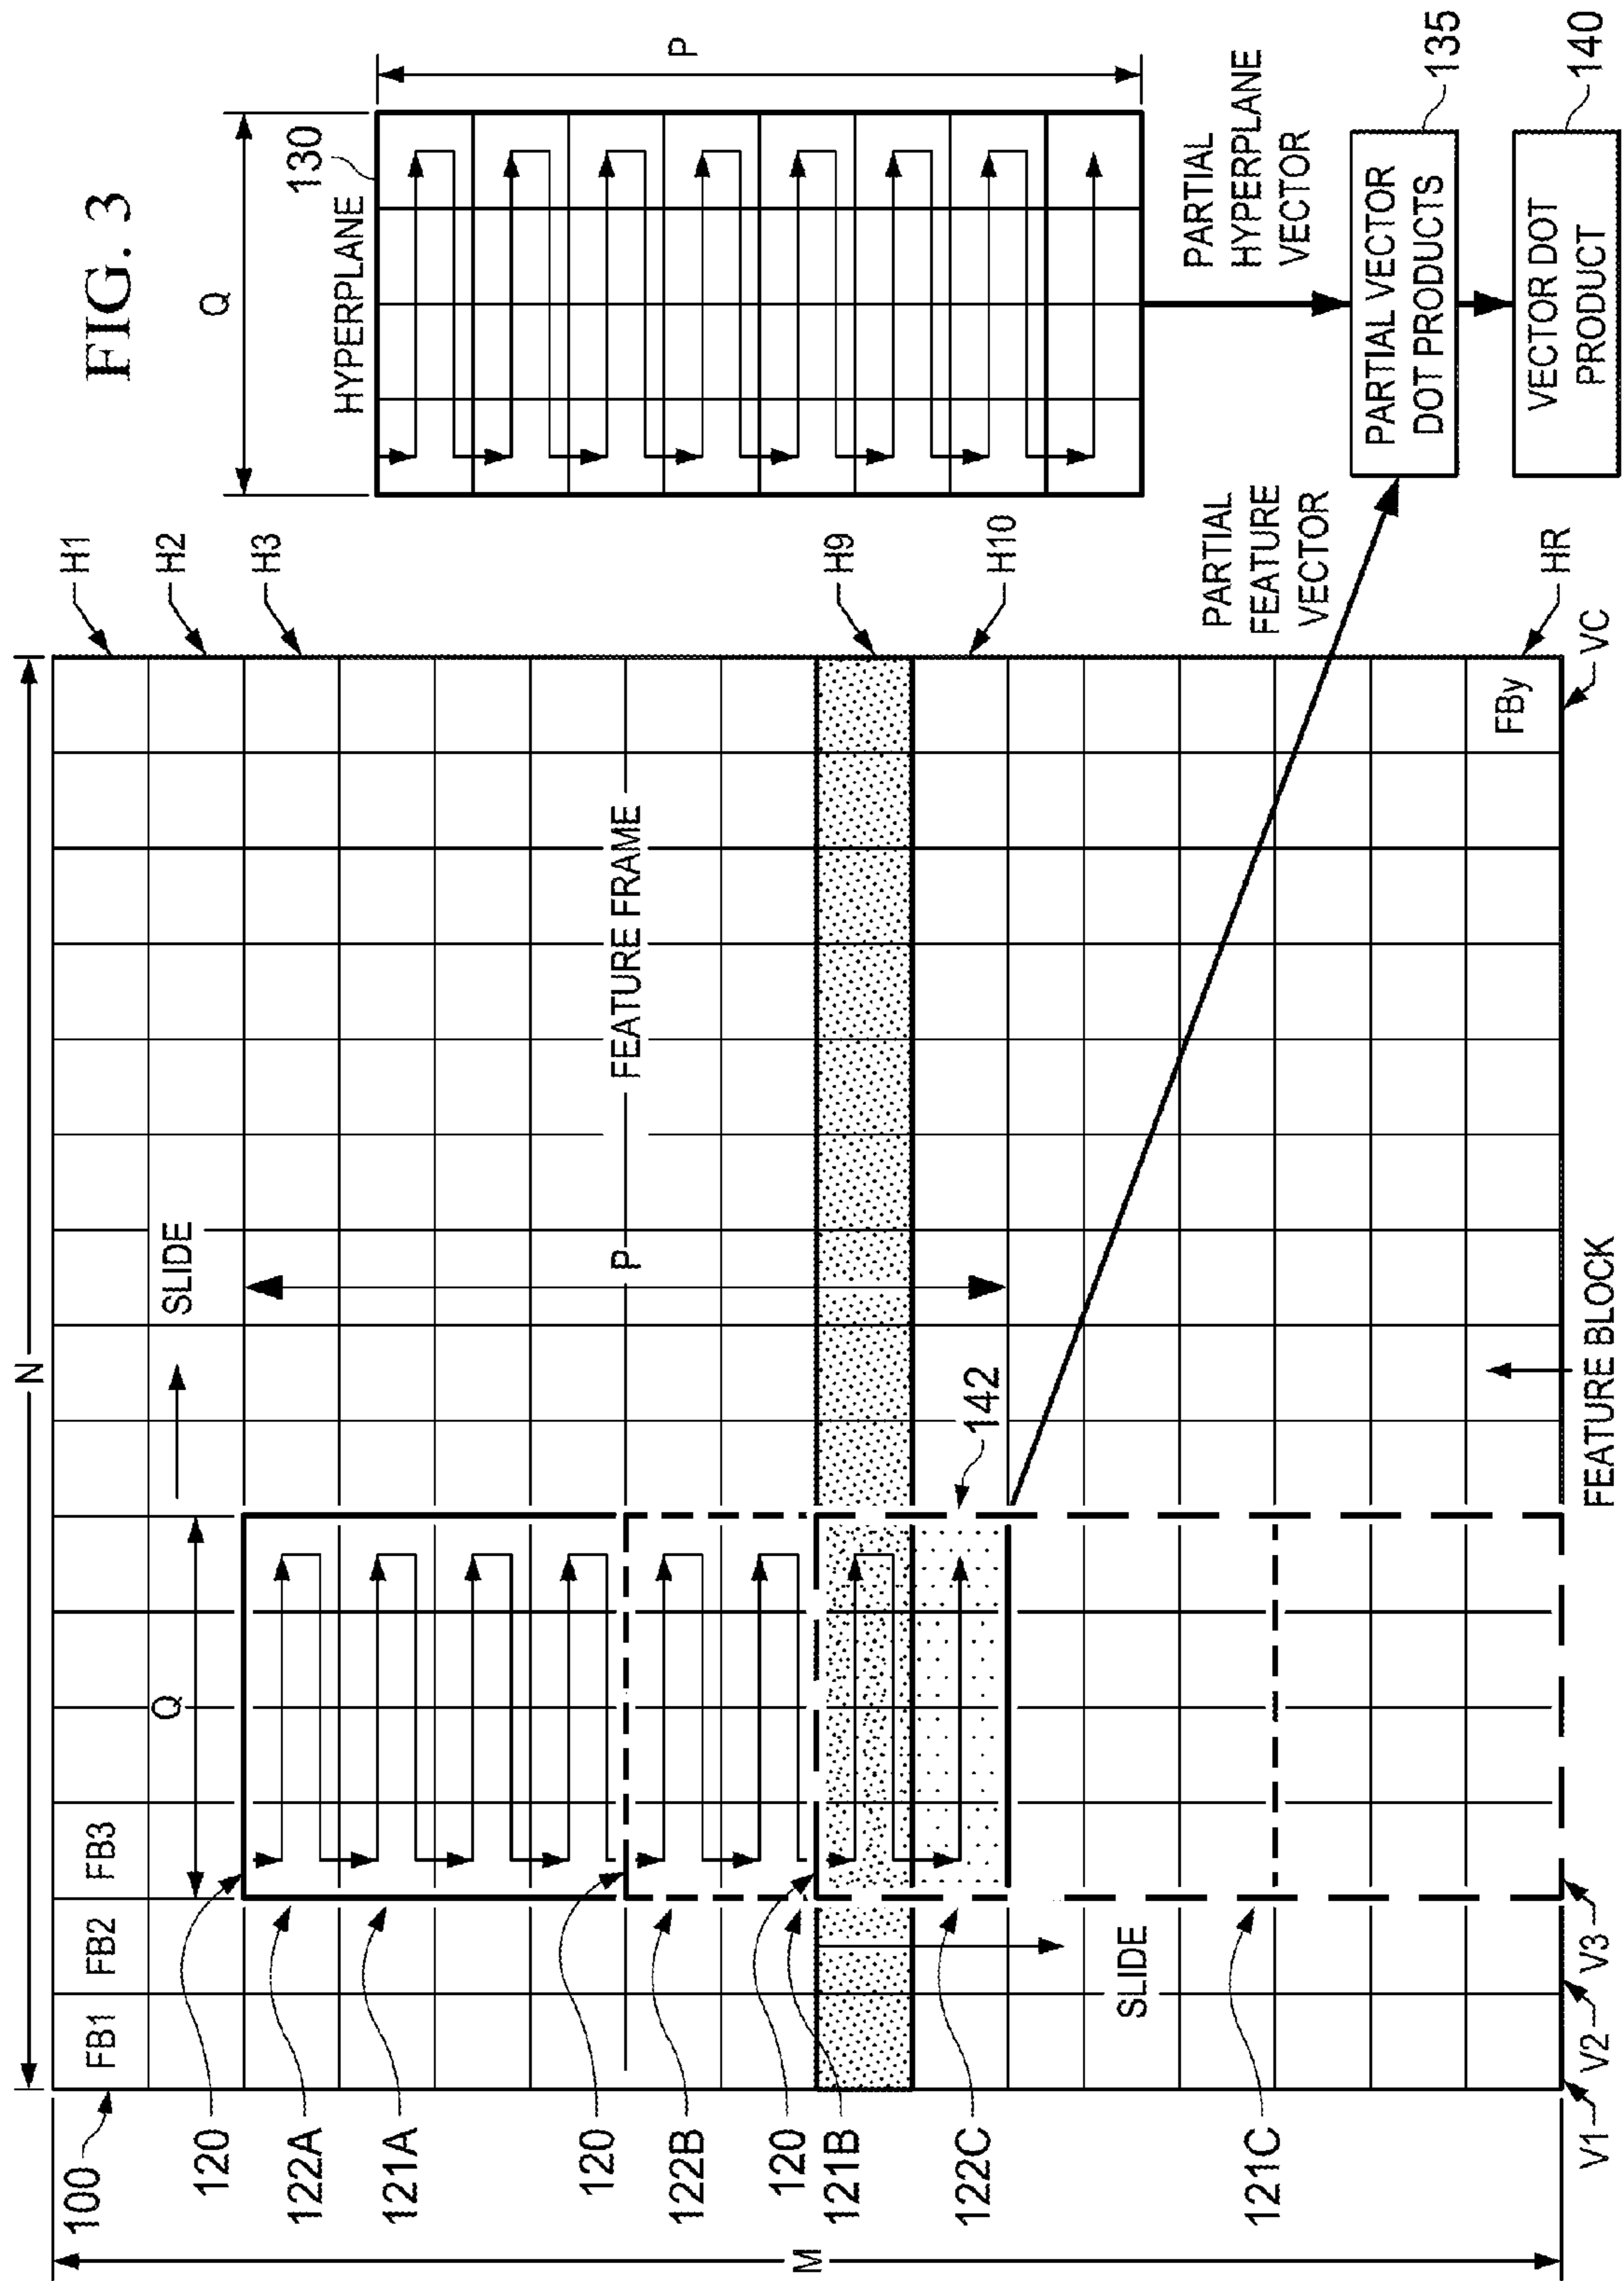 FIG. 3
N
M
100
FB1
FB2
FB3
SLIDE
H1
H2
H3
Q
P
FEATURE FRAME
120
122A
121A
120
122B
120
121B
122C
121C
142
SLIDE
H9
H10
HR
VC
FBy
V1
V2
V3
FEATURE BLOCK
Q
HYPERPLANE
130
P
PARTIAL
FEATURE
VECTOR
PARTIAL
HYPERPLANE
VECTOR
PARTIAL VECTOR
DOT PRODUCTS
135
VECTOR DOT
PRODUCT
140